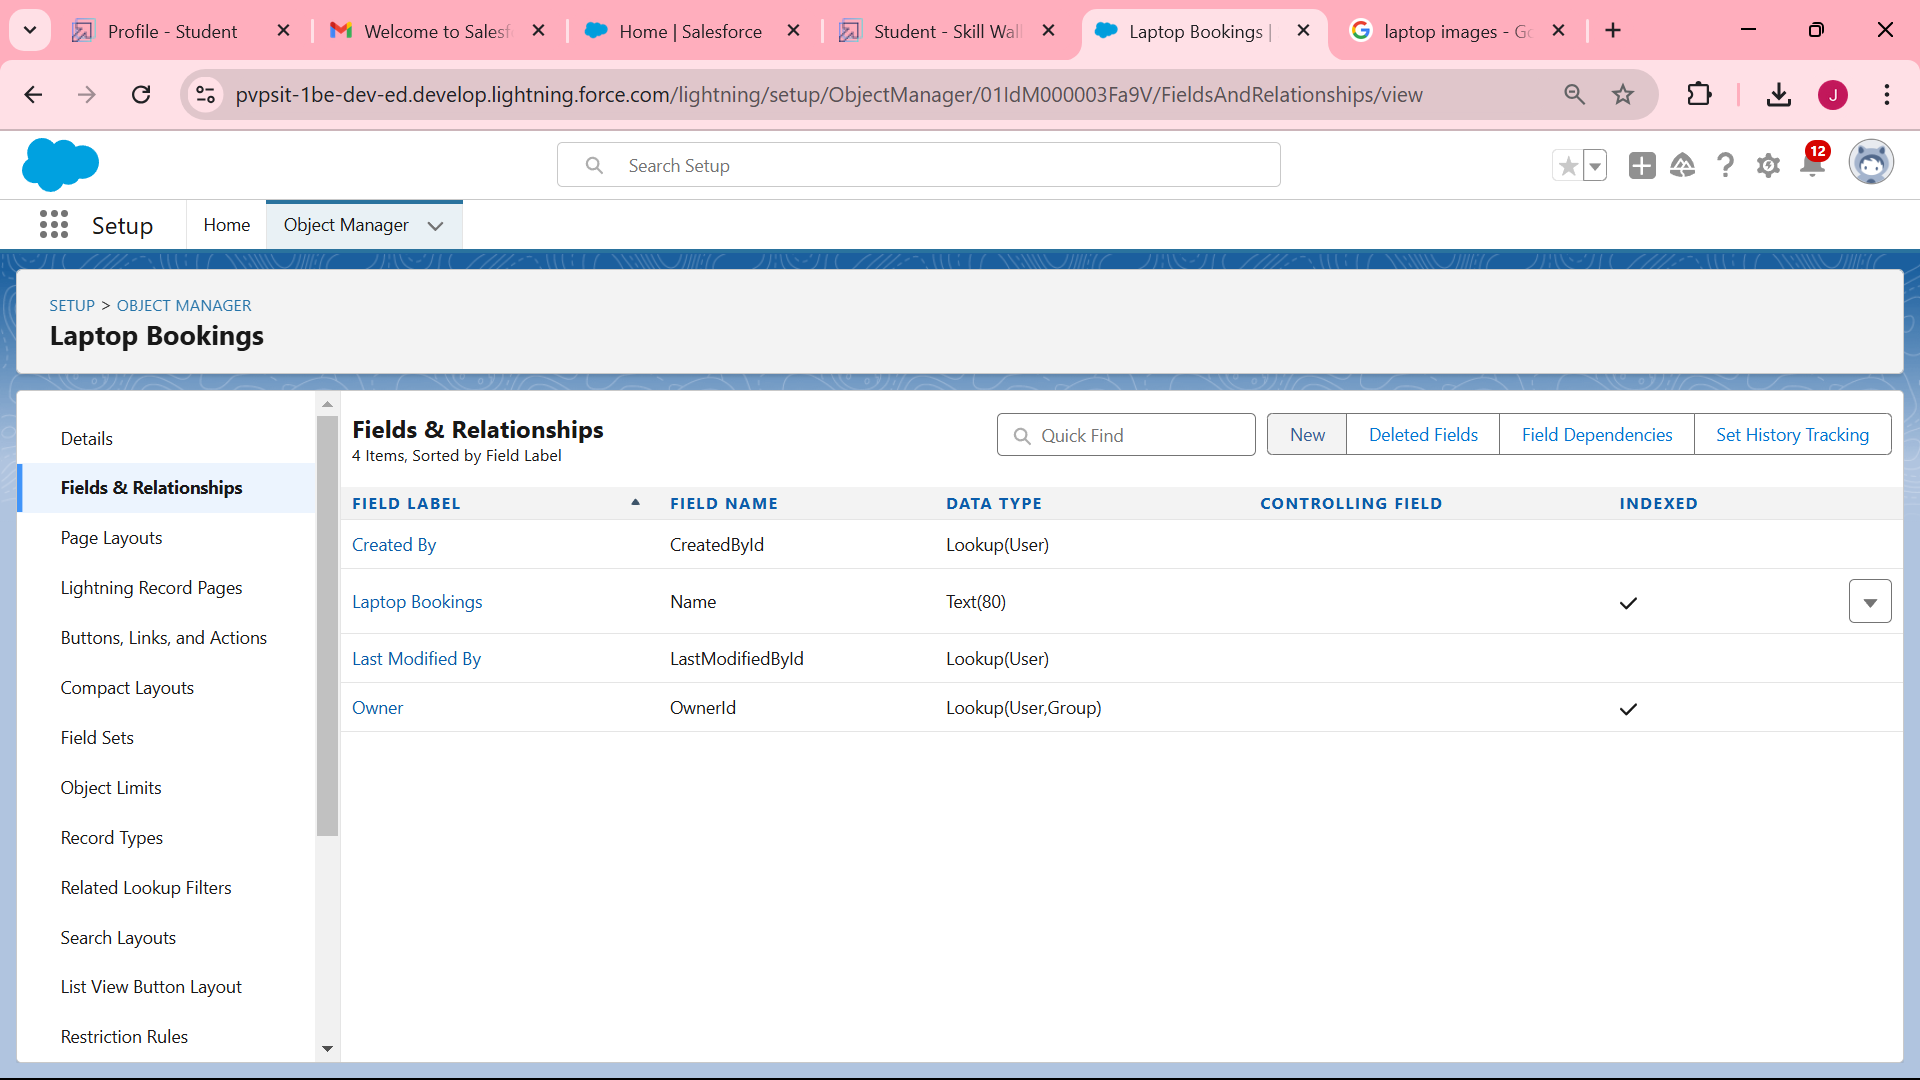 Profile - Student
Welcome to Salesf
Home | Salesforce
Student - Skill Wall
Laptop Bookings |
laptop images - Go
pvpsit-1be-dev-ed.develop.lightning.force.com/lightning/setup/ObjectManager/01IdM000003Fa9V/FieldsAndRelationships/view
J
Search Setup
12
Setup
Home
Object Manager
SETUP > OBJECT MANAGER
Laptop Bookings
Details
Fields & Relationships
Page Layouts
Lightning Record Pages
Buttons, Links, and Actions
Compact Layouts
Field Sets
Object Limits
Record Types
Related Lookup Filters
Search Layouts
List View Button Layout
Restriction Rules
Fields & Relationships
4 Items, Sorted by Field Label
Quick Find
New
Deleted Fields
Field Dependencies
Set History Tracking
FIELD LABEL FIELD NAME DATA TYPE CONTROLLING FIELD INDEXED
Created By CreatedById Lookup(User)
Laptop Bookings Name Text(80)
Last Modified By LastModifiedById Lookup(User)
Owner OwnerId Lookup(User,Group)